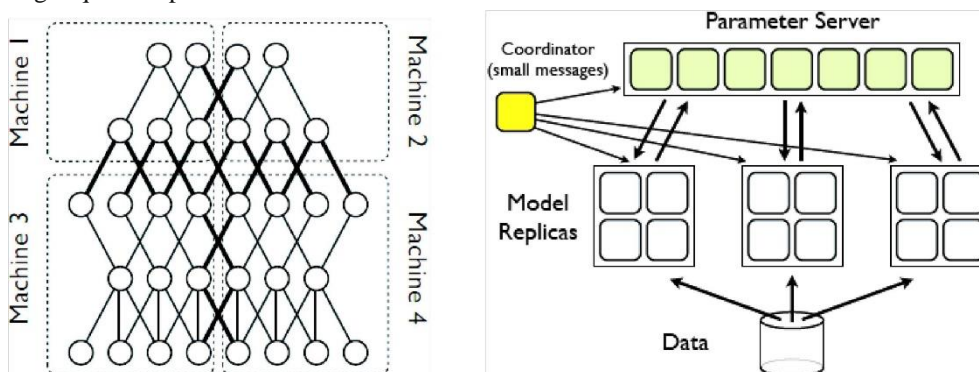 Machine 1
Machine 2
Machine 3
Machine 4
Parameter Server
Coordinator
(small messages)
Model
Replicas
Data